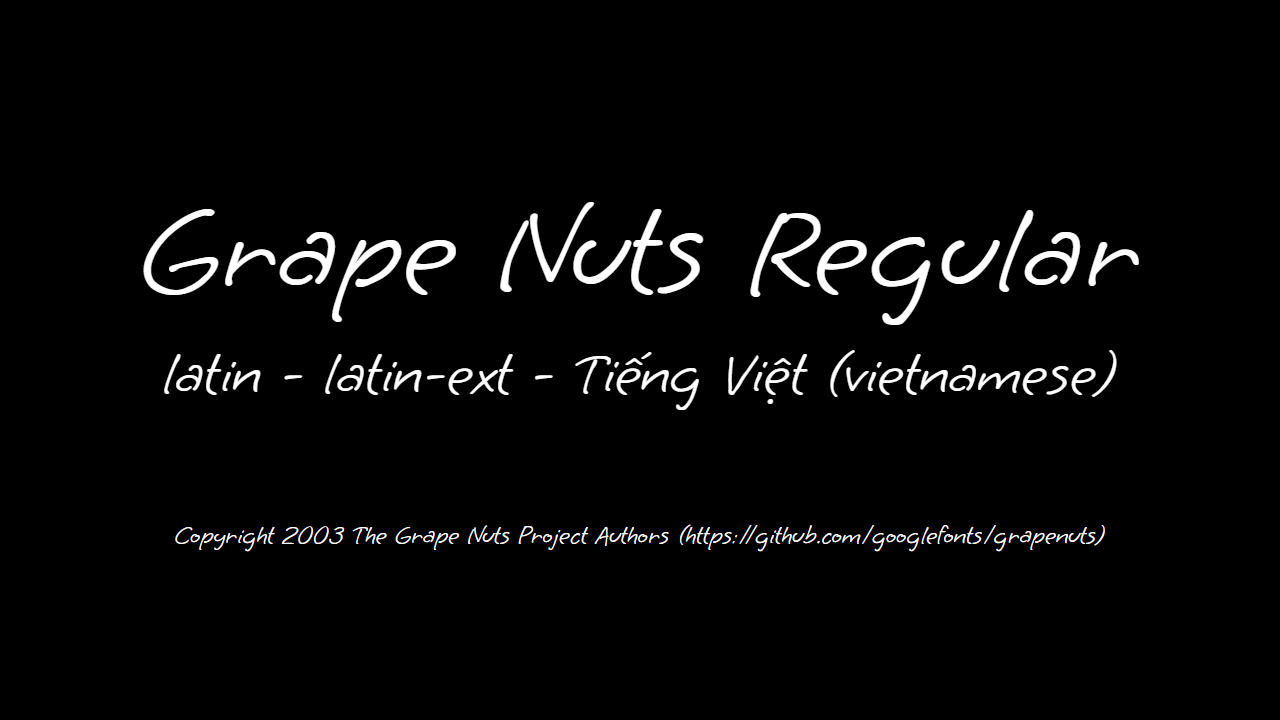 Grape Nuts Regular
latin - latin-ext - Tiếng Việt (vietnamese)
Copyright 2003 The Grape Nuts Project Authors (https://github.com/googlefonts/grapenuts)